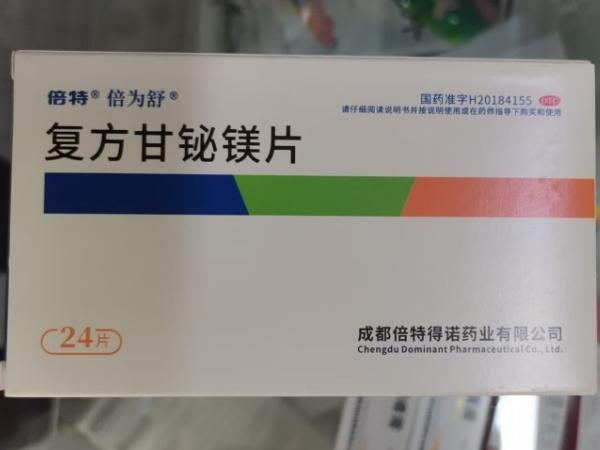 倍特® 倍为舒®
国药准字H20184155 OTC
请仔细阅读说明书并按说明使用或在药师指导下购买和使用
复方甘铋镁片
24片
成都倍特得诺药业有限公司
Chengdu Dominant Pharmaceutical Co., Ltd.